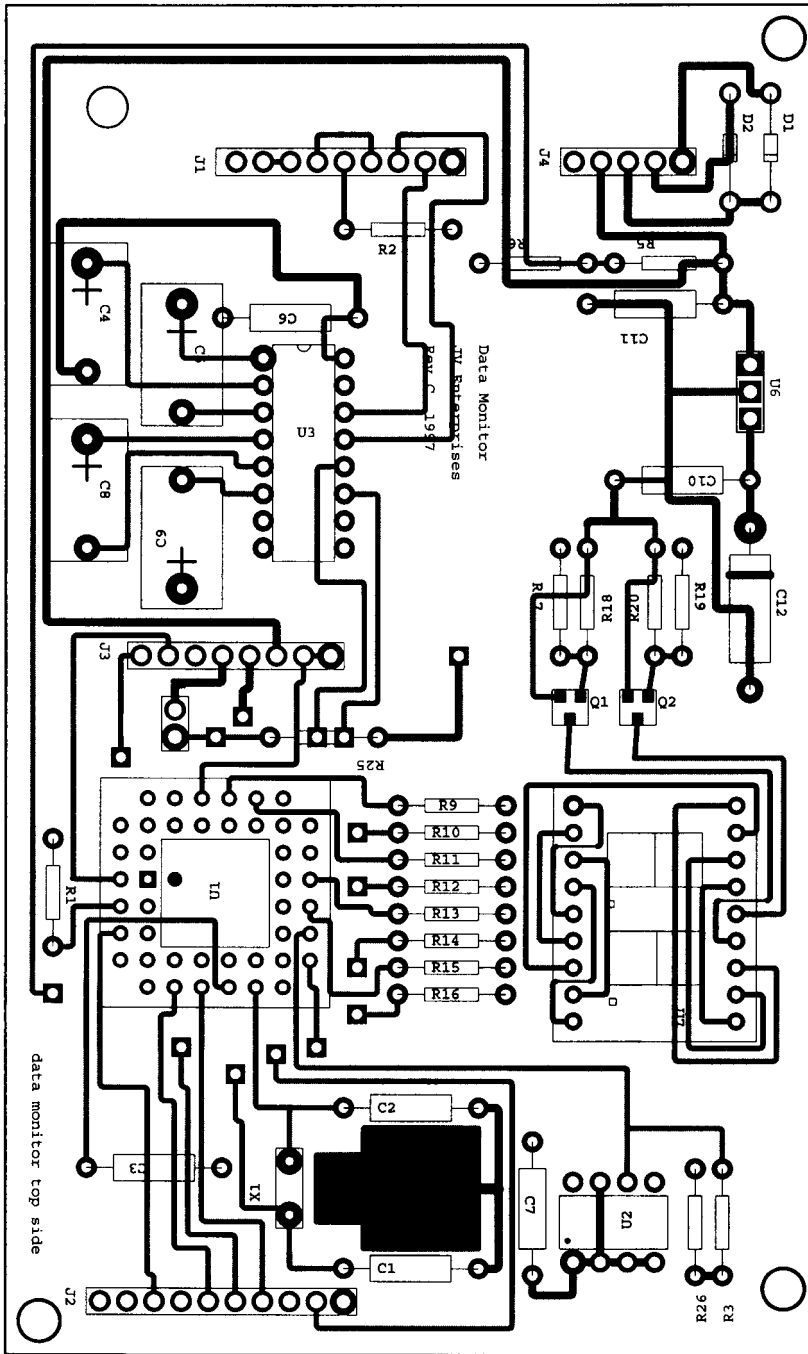 D1
D2
J4
J1
R2
R6
R5
C4
C6
C11
U3
Data Monitor
JV Enterprises
Rev C 1997
U6
C8
C9
C10
C12
R18
R20
R19
Q1
Q2
J3
R25
R9
R10
R11
R12
R13
R14
R15
R16
U1
R1
C2
C3
X1
C1
C7
U2
J2
R26
R3
data monitor top side